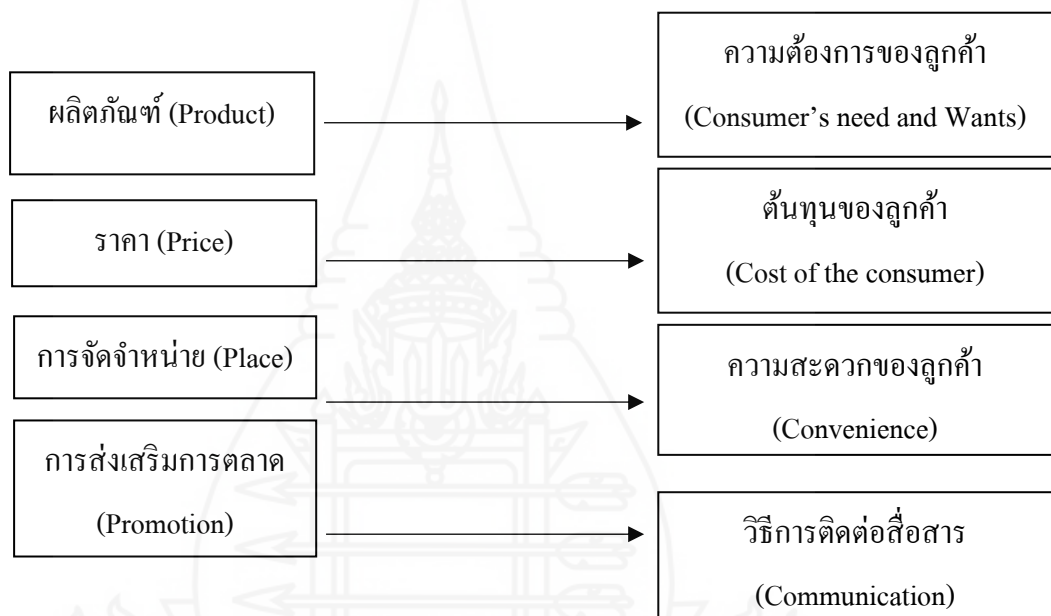 ผลิตภัณฑ์ (Product)
ความต้องการของลูกค้า
(Consumer’s need and Wants)
ราคา (Price)
ต้นทุนของลูกค้า
(Cost of the consumer)
การจัดจำหน่าย (Place)
ความสะดวกของลูกค้า
(Convenience)
การส่งเสริมการตลาด
(Promotion)
วิธีการติดต่อสื่อสาร
(Communication)